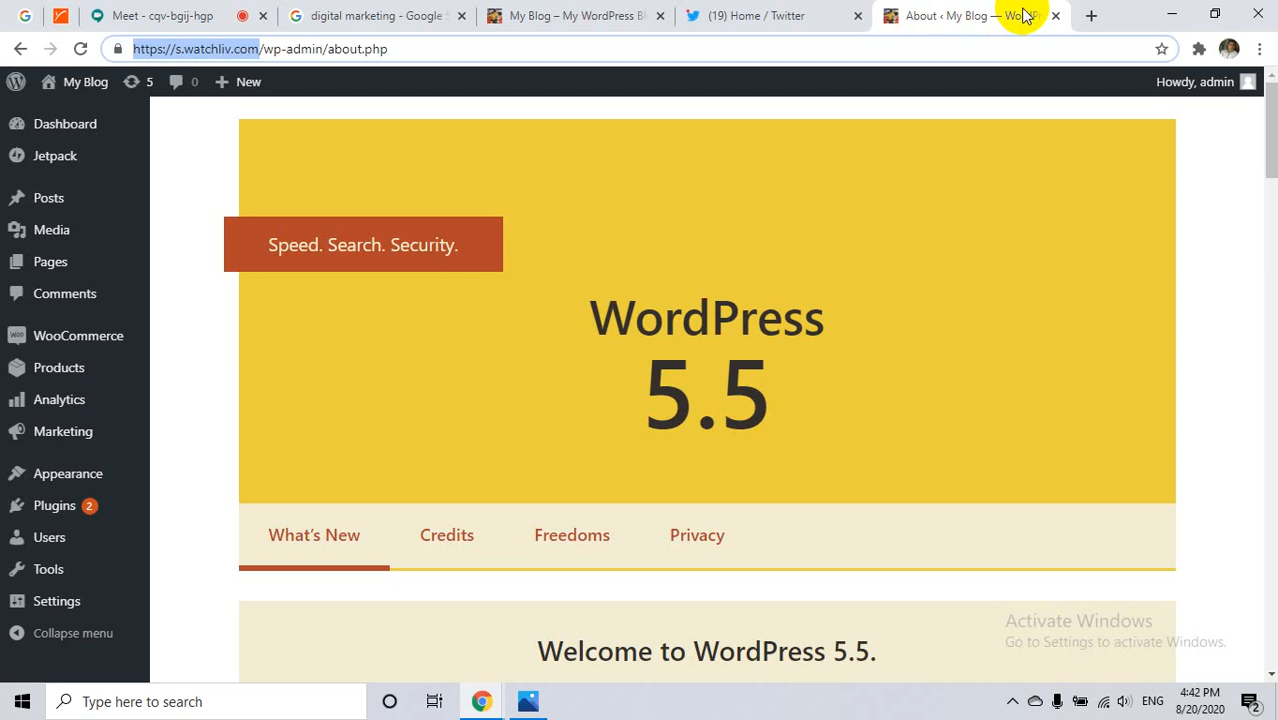 Meet - cqv-bgjf-hgp
digital marketing - Google S
My Blog – My WordPress B
(19) Home / Twitter
About ‹ My Blog — WordPr
https://s.watchliv.com/wp-admin/about.php
My Blog
5
0
New
Howdy, admin
Dashboard
Jetpack
Posts
Media
Pages
Comments
WooCommerce
Products
Analytics
Marketing
Appearance
Plugins 2
Users
Tools
Settings
Collapse menu
Speed. Search. Security.
WordPress
5.5
What's New
Credits
Freedoms
Privacy
Welcome to WordPress 5.5.
Activate Windows
Go to Settings to activate Windows.
Type here to search
ENG
4:42 PM
8/20/2020
2